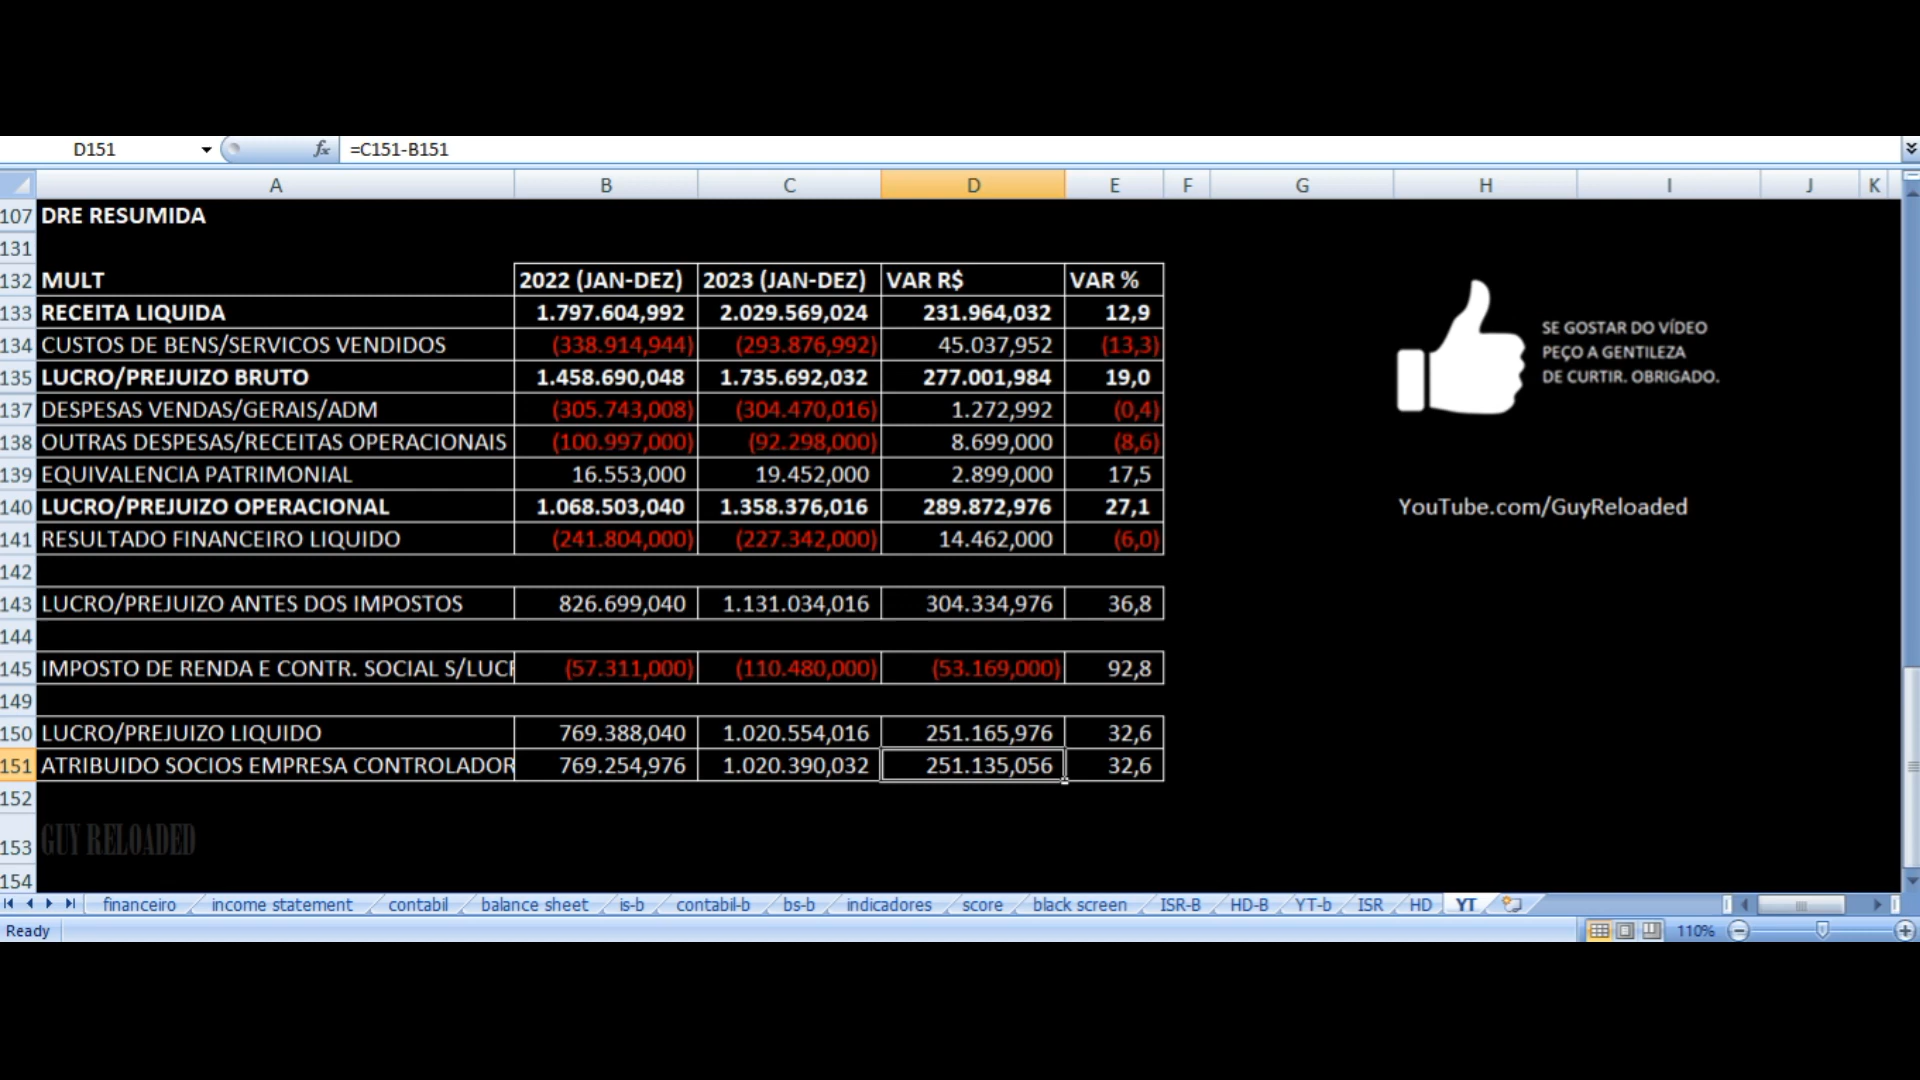 D151 fx =C151-B151
A B C D E F G H I J K
107 DRE RESUMIDA
131
132 MULT 2022 (JAN-DEZ) 2023 (JAN-DEZ) VAR R$ VAR %
133 RECEITA LIQUIDA 1.797.604,992 2.029.569,024 231.964,032 12,9
134 CUSTOS DE BENS/SERVICOS VENDIDOS (338.914,944) (293.876,992) 45.037,952 (13,3)
135 LUCRO/PREJUIZO BRUTO 1.458.690,048 1.735.692,032 277.001,984 19,0
137 DESPESAS VENDAS/GERAIS/ADM (305.743,008) (304.470,016) 1.272,992 (0,4)
138 OUTRAS DESPESAS/RECEITAS OPERACIONAIS (100.997,000) (92.298,000) 8.699,000 (8,6)
139 EQUIVALENCIA PATRIMONIAL 16.553,000 19.452,000 2.899,000 17,5
140 LUCRO/PREJUIZO OPERACIONAL 1.068.503,040 1.358.376,016 289.872,976 27,1
141 RESULTADO FINANCEIRO LIQUIDO (241.804,000) (227.342,000) 14.462,000 (6,0)
142
143 LUCRO/PREJUIZO ANTES DOS IMPOSTOS 826.699,040 1.131.034,016 304.334,976 36,8
144
145 IMPOSTO DE RENDA E CONTR. SOCIAL S/LUCR (57.311,000) (110.480,000) (53.169,000) 92,8
149
150 LUCRO/PREJUIZO LIQUIDO 769.388,040 1.020.554,016 251.165,976 32,6
151 ATRIBUIDO SOCIOS EMPRESA CONTROLADOR 769.254,976 1.020.390,032 251.135,056 32,6
152
153 GUY RELOADED
154
SE GOSTAR DO VÍDEO
PEÇO A GENTILEZA
DE CURTIR. OBRIGADO.
YouTube.com/GuyReloaded
financeiro income statement contabil balance sheet is-b contabil-b bs-b indicadores score black screen ISR-B HD-B YT-b ISR HD YT
Ready 110%